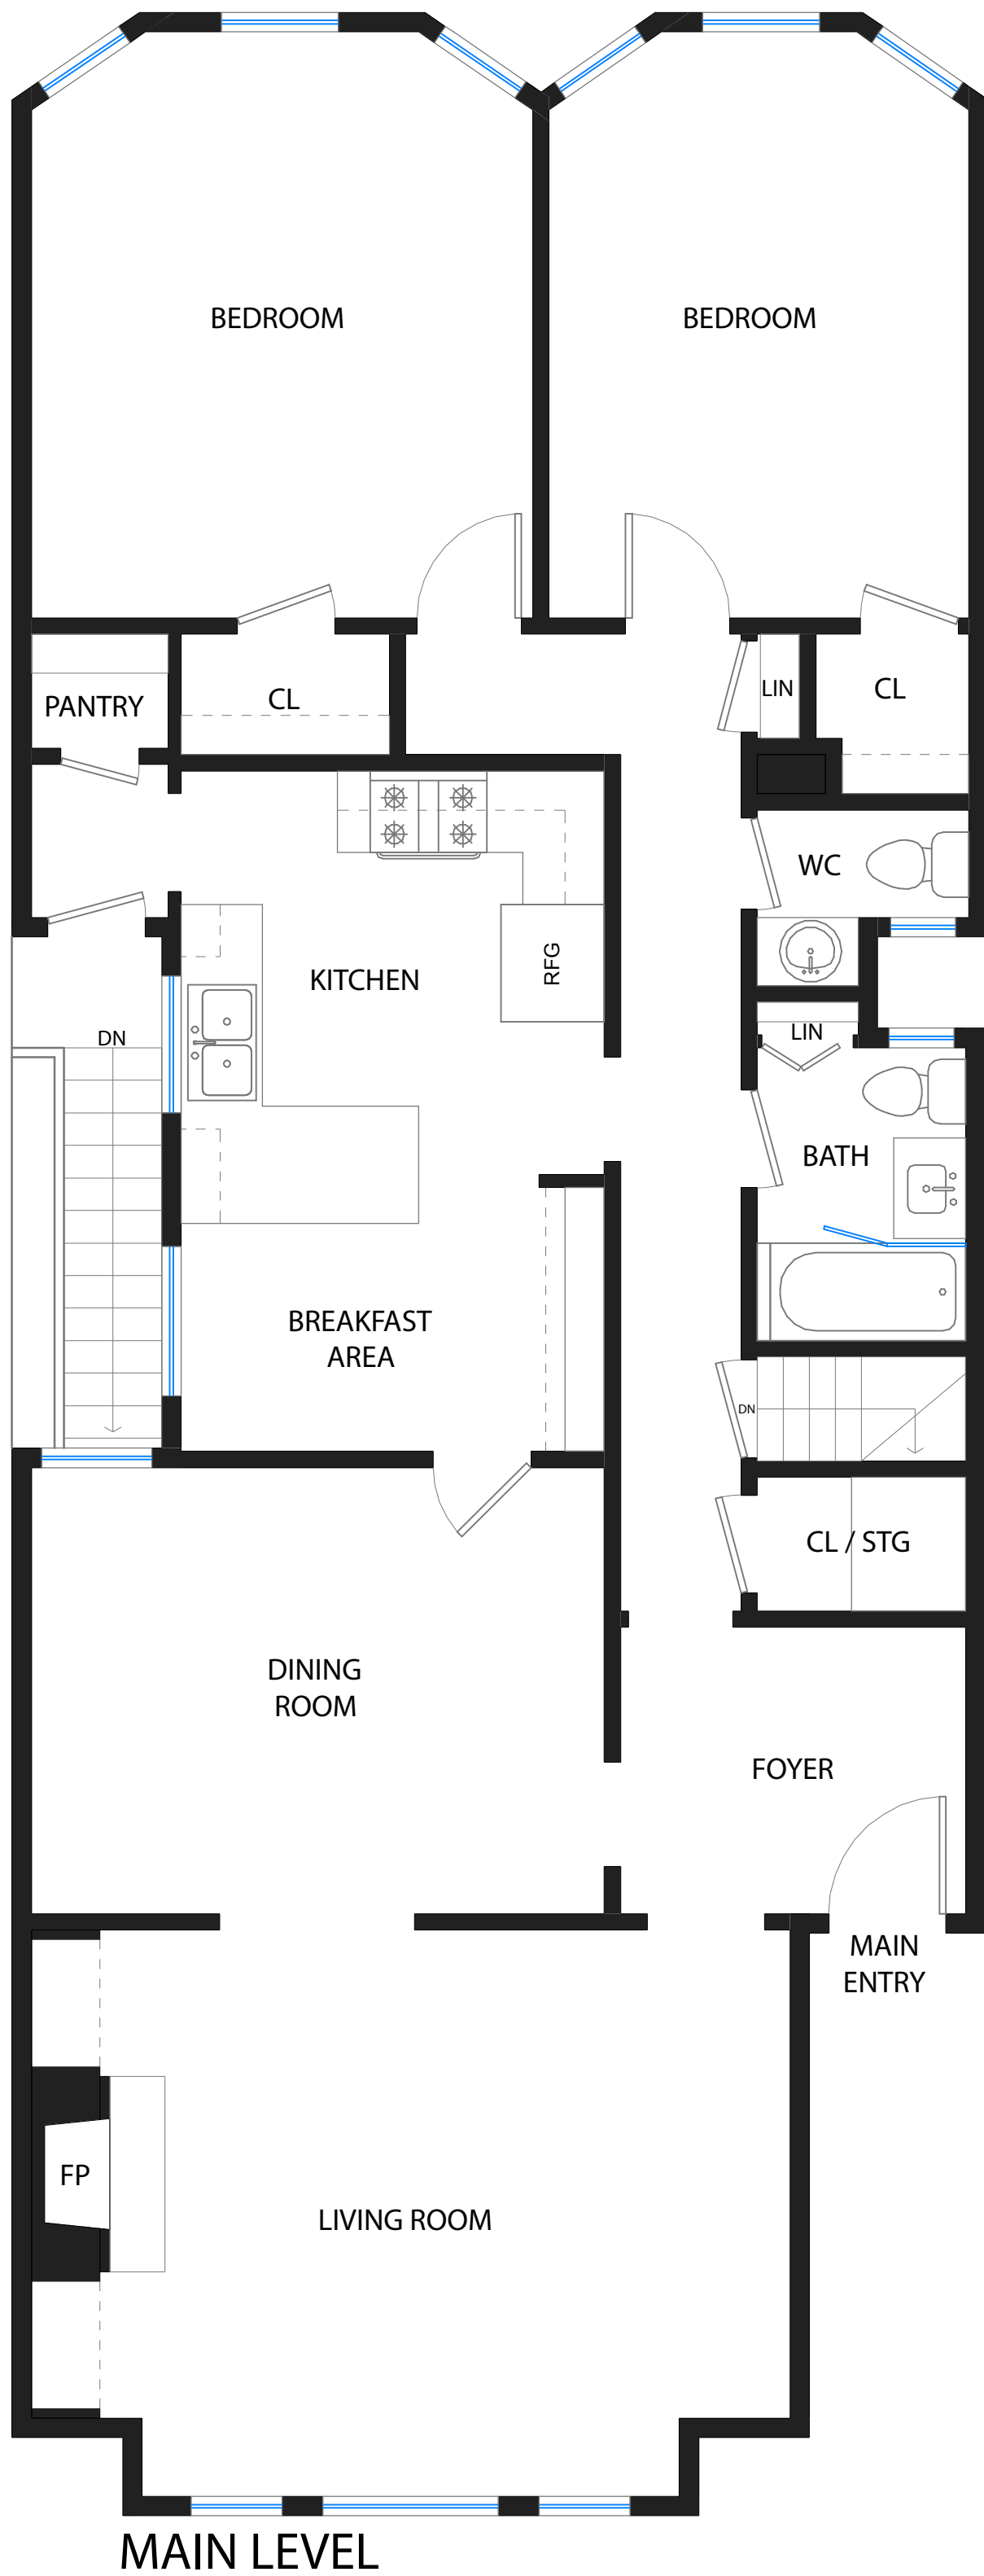 BEDROOM
BEDROOM
PANTRY
CL
LIN
CL
WC
KITCHEN
RFG
DN
LIN
BATH
BREAKFAST
AREA
DN
CL / STG
DINING
ROOM
FOYER
MAIN
ENTRY
FP
LIVING ROOM
MAIN LEVEL